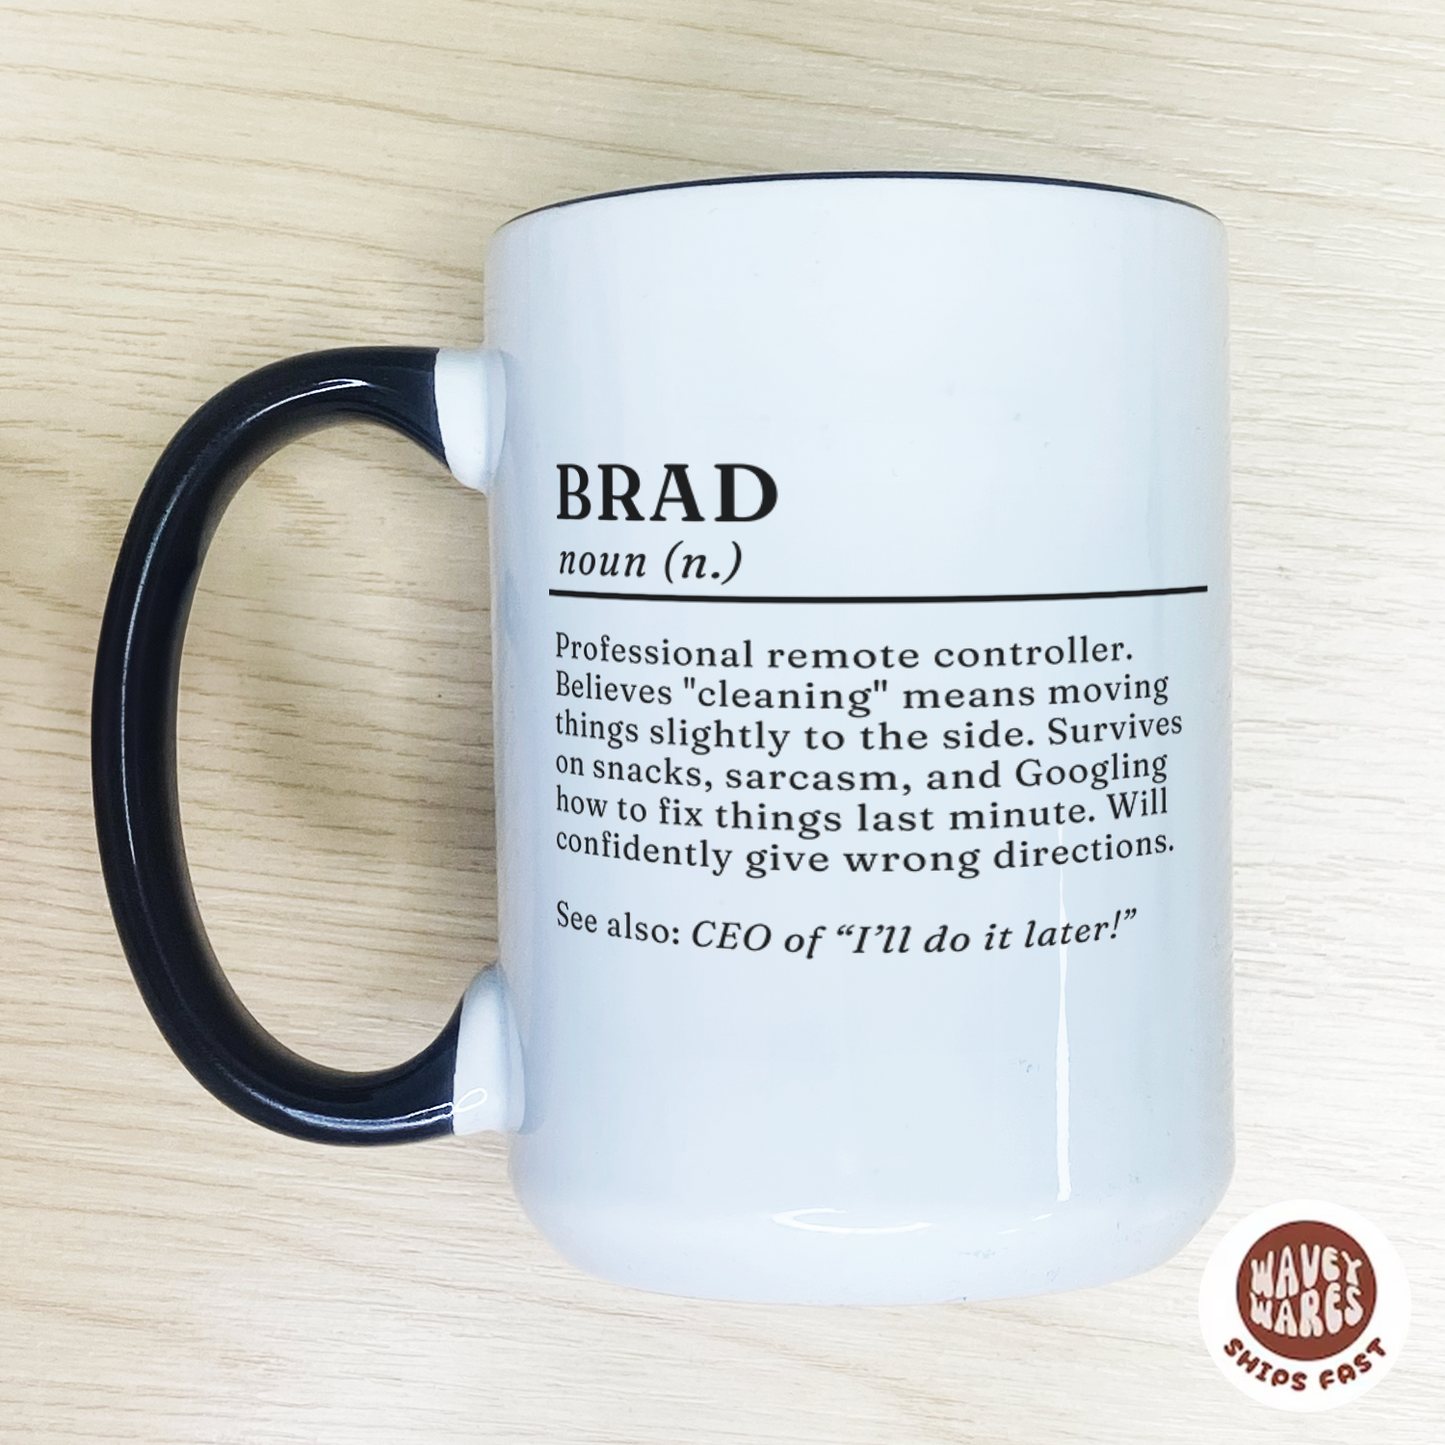 BRAD
noun (n.)
Professional remote controller.
Believes "cleaning" means moving
things slightly to the side. Survives
on snacks, sarcasm, and Googling
how to fix things last minute. Will
confidently give wrong directions.
See also: CEO of “I’ll do it later!”
WAVEY
WARES
SHIPS FAST